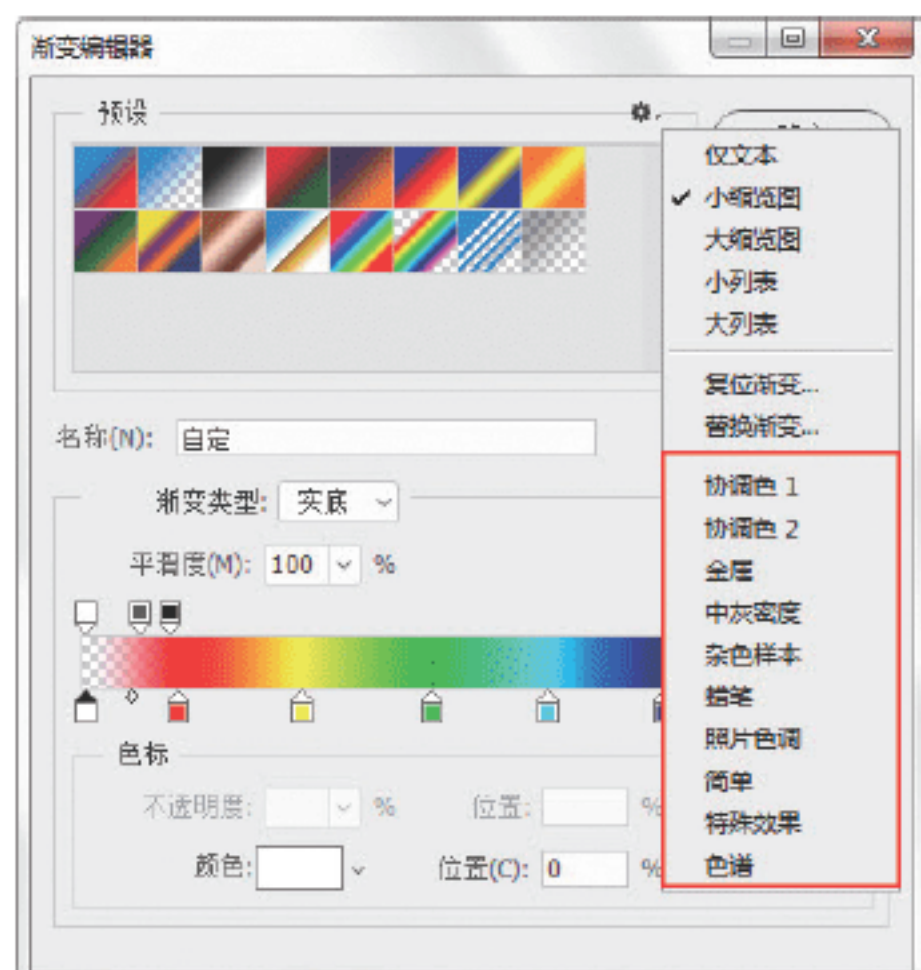 渐变编辑器
预设
仅文本
小缩览图
大缩览图
小列表
大列表
复位渐变...
替换渐变...
名称(N): 自定
渐变类型: 实底
平滑度(M): 100 %
协调色 1
协调色 2
金属
中灰密度
杂色样本
蜡笔
照片色调
简单
特殊效果
色谱
色标
不透明度: % 位置: %
颜色: 位置(C): 0 %